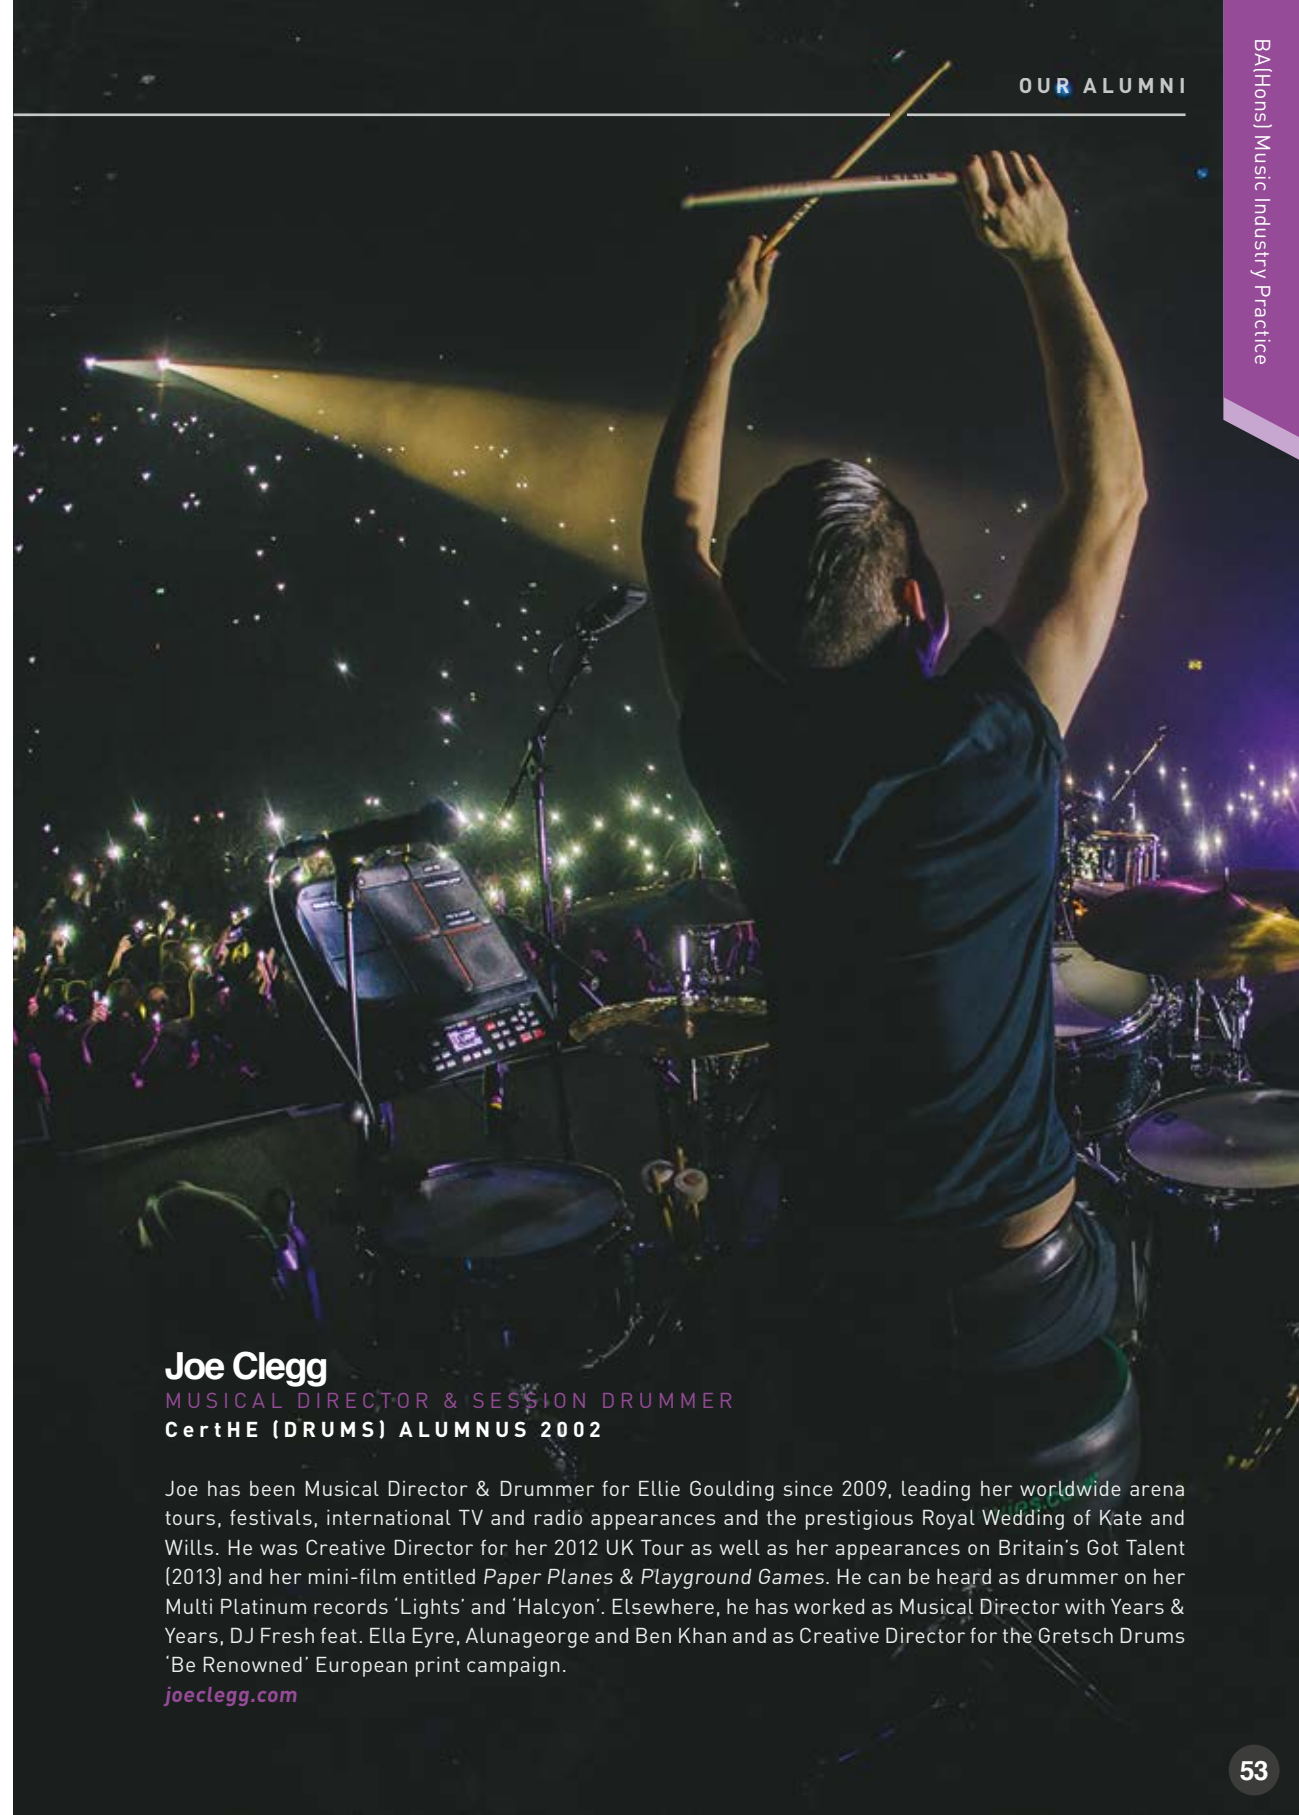 OUR ALUMNI
BA(Hons) Music Industry Practice
Joe Clegg
MUSICAL DIRECTOR & SESSION DRUMMER
CertHE (DRUMS) ALUMNUS 2002
Joe has been Musical Director & Drummer for Ellie Goulding since 2009, leading her worldwide arena
tours, festivals, international TV and radio appearances and the prestigious Royal Wedding of Kate and
Wills. He was Creative Director for her 2012 UK Tour as well as her appearances on Britain's Got Talent
(2013) and her mini-film entitled Paper Planes & Playground Games. He can be heard as drummer on her
Multi Platinum records ‘Lights’ and ‘Halcyon’. Elsewhere, he has worked as Musical Director with Years &
Years, DJ Fresh feat. Ella Eyre, Alunageorge and Ben Khan and as Creative Director for the Gretsch Drums
‘Be Renowned’ European print campaign.
joeclegg.com
53